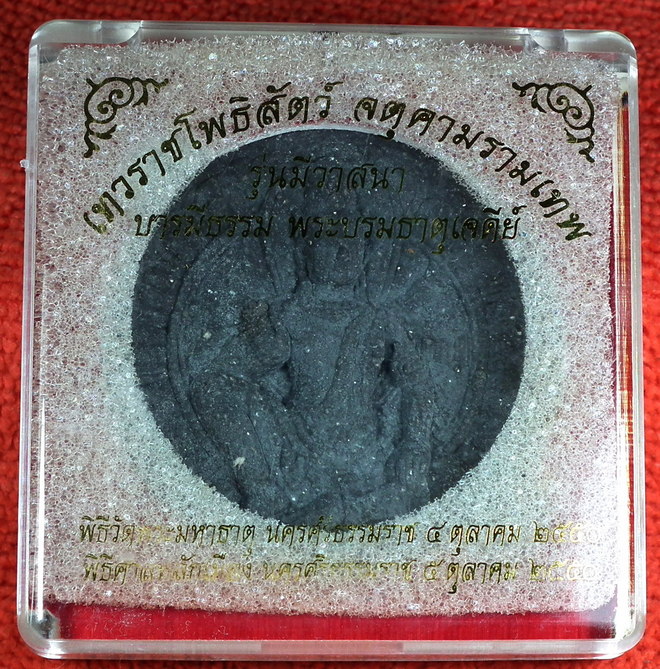 เทวราชโพธิสัตว์ จตุคามรามเทพ
รุ่นมีวาสนา
บารมีธรรม พระบรมธาตุเจดีย์
พิธีวัดพระมหาธาตุ นครศรีธรรมราช ๔ ตุลาคม
พิธีศาลหลักเมือง นครศรีธรรมราช ๕ ตุลาคม